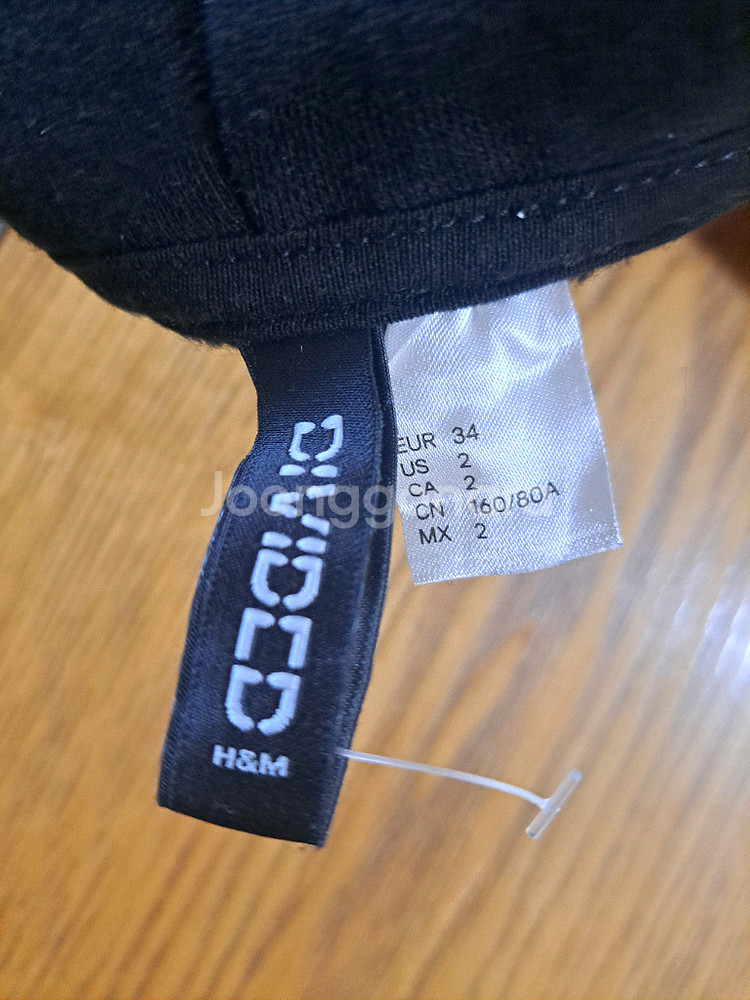 DIVIDED
H&M
EUR 34
US 2
CA 2
CN 160/80A
MX 2